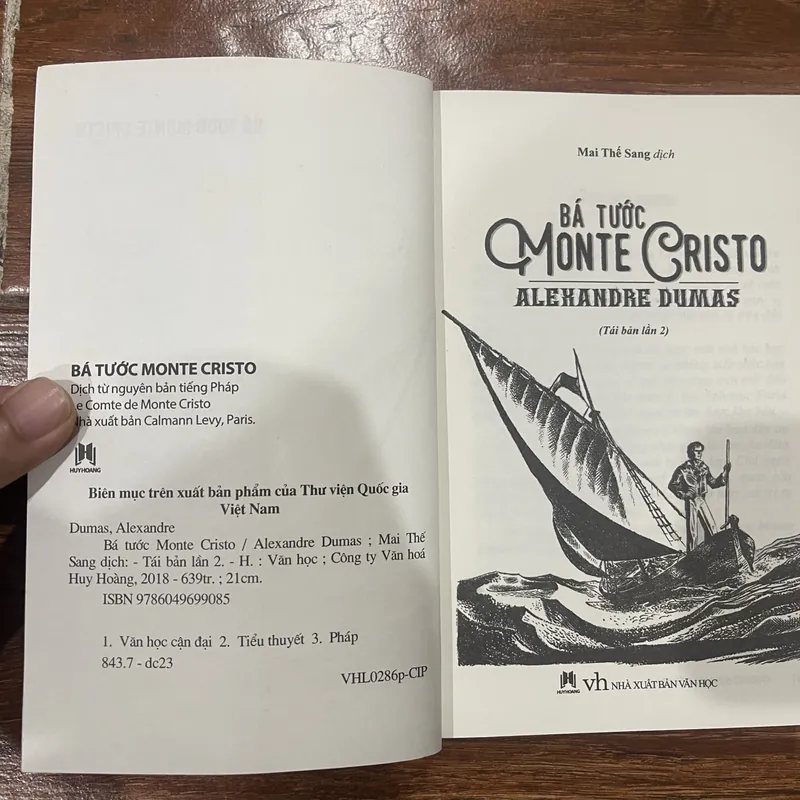 BÁ TƯỚC MONTE CRISTO
Dịch từ nguyên bản tiếng Pháp
e Comte de Monte Cristo
Nhà xuất bản Calmann Levy, Paris.
HUYHOANG
Biên mục trên xuất bản phẩm của Thư viện Quốc gia
Việt Nam
Dumas, Alexandre
Bá tước Monte Cristo / Alexandre Dumas ; Mai Thế
Sang dịch: - Tái bản lần 2. - H. : Văn học ; Công ty Văn hoá
Huy Hoàng, 2018 - 639tr. ; 21cm.
ISBN 9786049699085
1. Văn học cận đại 2. Tiểu thuyết 3. Pháp
843.7 - dc23
VHL0286p-CIP
Mai Thế Sang dịch
BÁ TƯỚC
MONTE CRISTO
ALEXANDRE DUMAS
(Tái bản lần 2)
HUYHOANG
vh NHÀ XUẤT BẢN VĂN HỌC